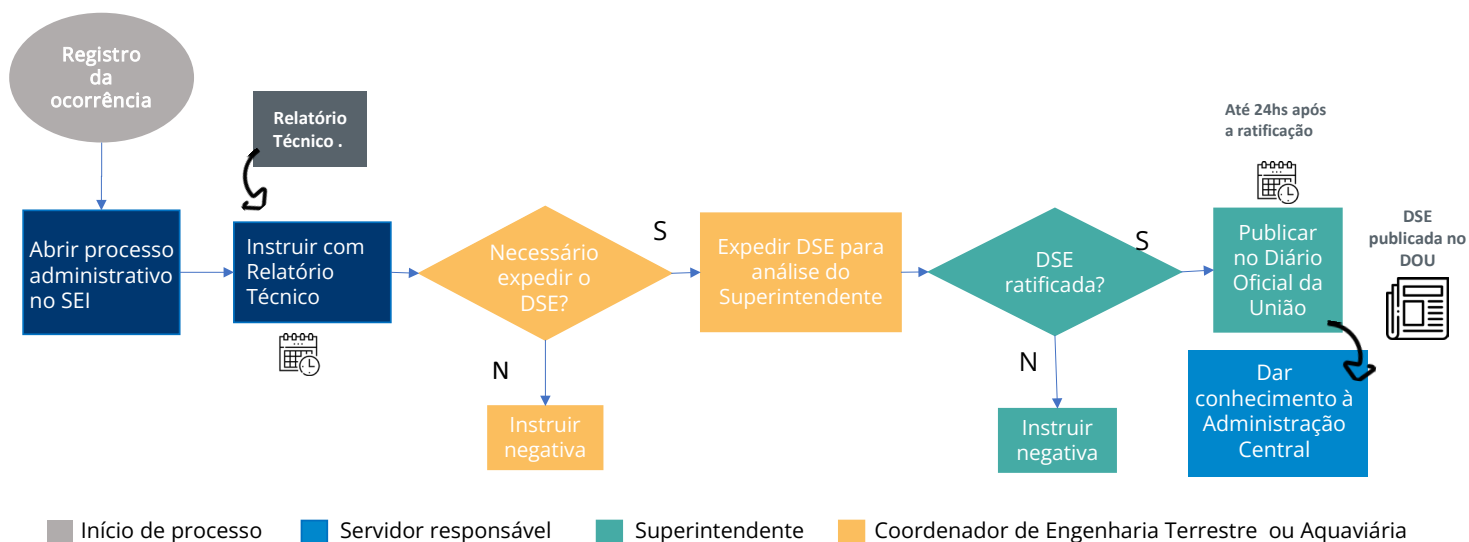 Registro
da
ocorrência
Relatório
Técnico .
Abrir processo
administrativo
no SEI
Instruir com
Relatório
Técnico
Necessário
expedir o
DSE?
S
N
Instruir
negativa
Expedir DSE para
análise do
Superintendente
DSE
ratificada?
S
N
Instruir
negativa
Até 24hs após
a ratificação
Publicar
no Diário
Oficial da
União
DSE
publicada no
DOU
Dar
conhecimento à
Administração
Central
Início de processo
Servidor responsável
Superintendente
Coordenador de Engenharia Terrestre ou Aquaviária